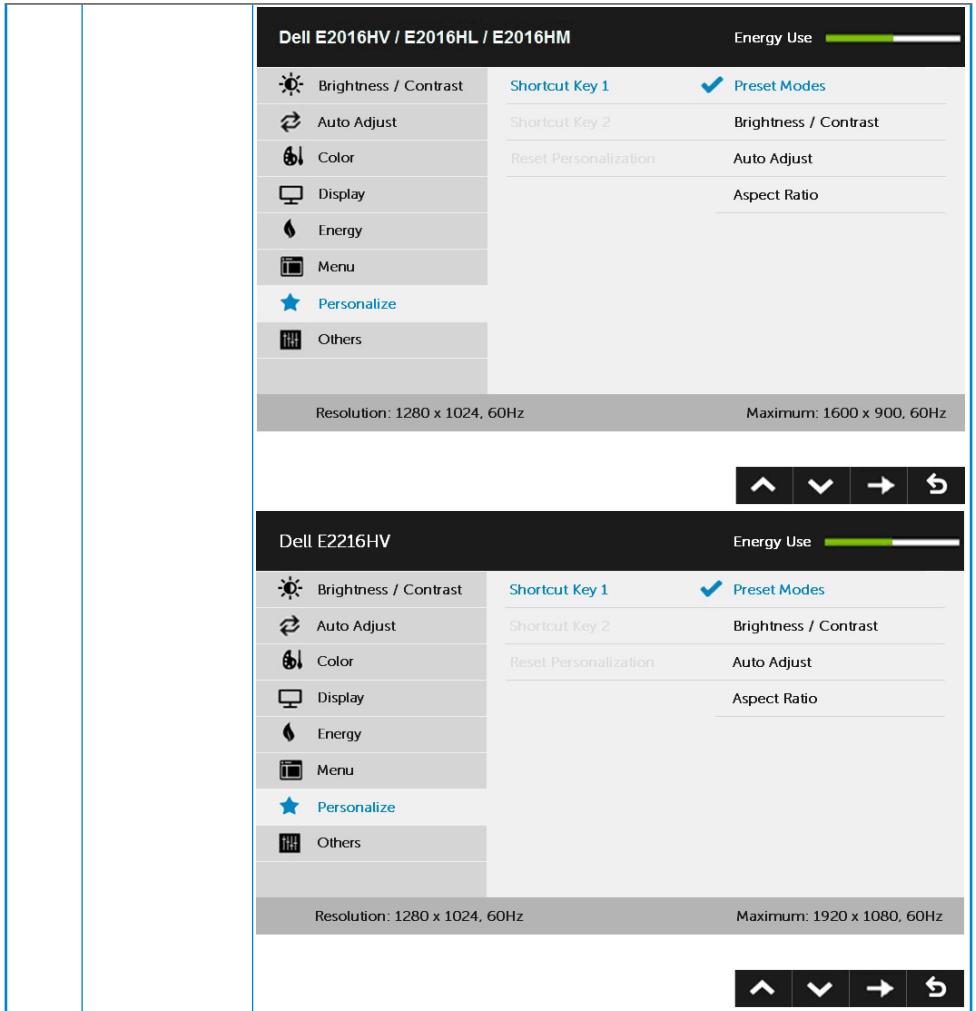 Dell E2016HV / E2016HL / E2016HM Energy Use
Brightness / Contrast Shortcut Key 1 Preset Modes
Auto Adjust Shortcut Key 2 Brightness / Contrast
Color Reset Personalization Auto Adjust
Display Aspect Ratio
Energy
Menu
Personalize
Others
Resolution: 1280 x 1024, 60Hz Maximum: 1600 x 900, 60Hz
Dell E2216HV Energy Use
Brightness / Contrast Shortcut Key 1 Preset Modes
Auto Adjust Shortcut Key 2 Brightness / Contrast
Color Reset Personalization Auto Adjust
Display Aspect Ratio
Energy
Menu
Personalize
Others
Resolution: 1280 x 1024, 60Hz Maximum: 1920 x 1080, 60Hz